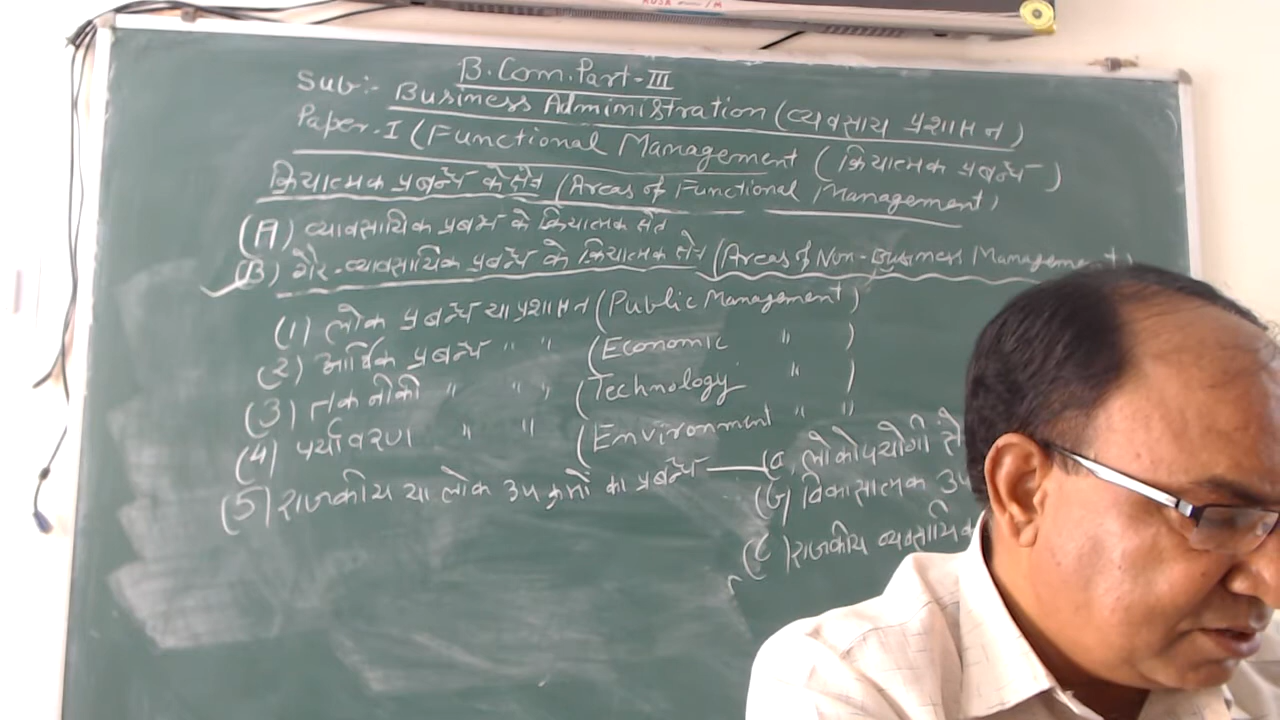 B.Com.Part-III
Sub:- Business Administration (व्यवसाय प्रशासन)
Paper.I (Functional Management (क्रियात्मक प्रबन्ध)
क्रियात्मक प्रबन्ध के क्षेत्र (Areas of Functional Management)
(A) व्यावसायिक प्रबन्ध के क्रियात्मक क्षेत्र
(B) गैर-व्यावसायिक प्रबन्ध के क्रियात्मक क्षेत्र (Areas of Non-Business Management)
(1) लोक प्रबन्ध या प्रशासन (Public Management)
(2) आर्थिक प्रबन्ध " " (Economic " )
(3) तकनीकी " " " (Technology " )
(4) पर्यावरण " " (Environment " ")
(5) राजकीय या लोक उपक्रमों का प्रबन्ध — (a, लोकोपयोगी
(b) विकासात्मक
(c) राजकीय व्यवसायिक